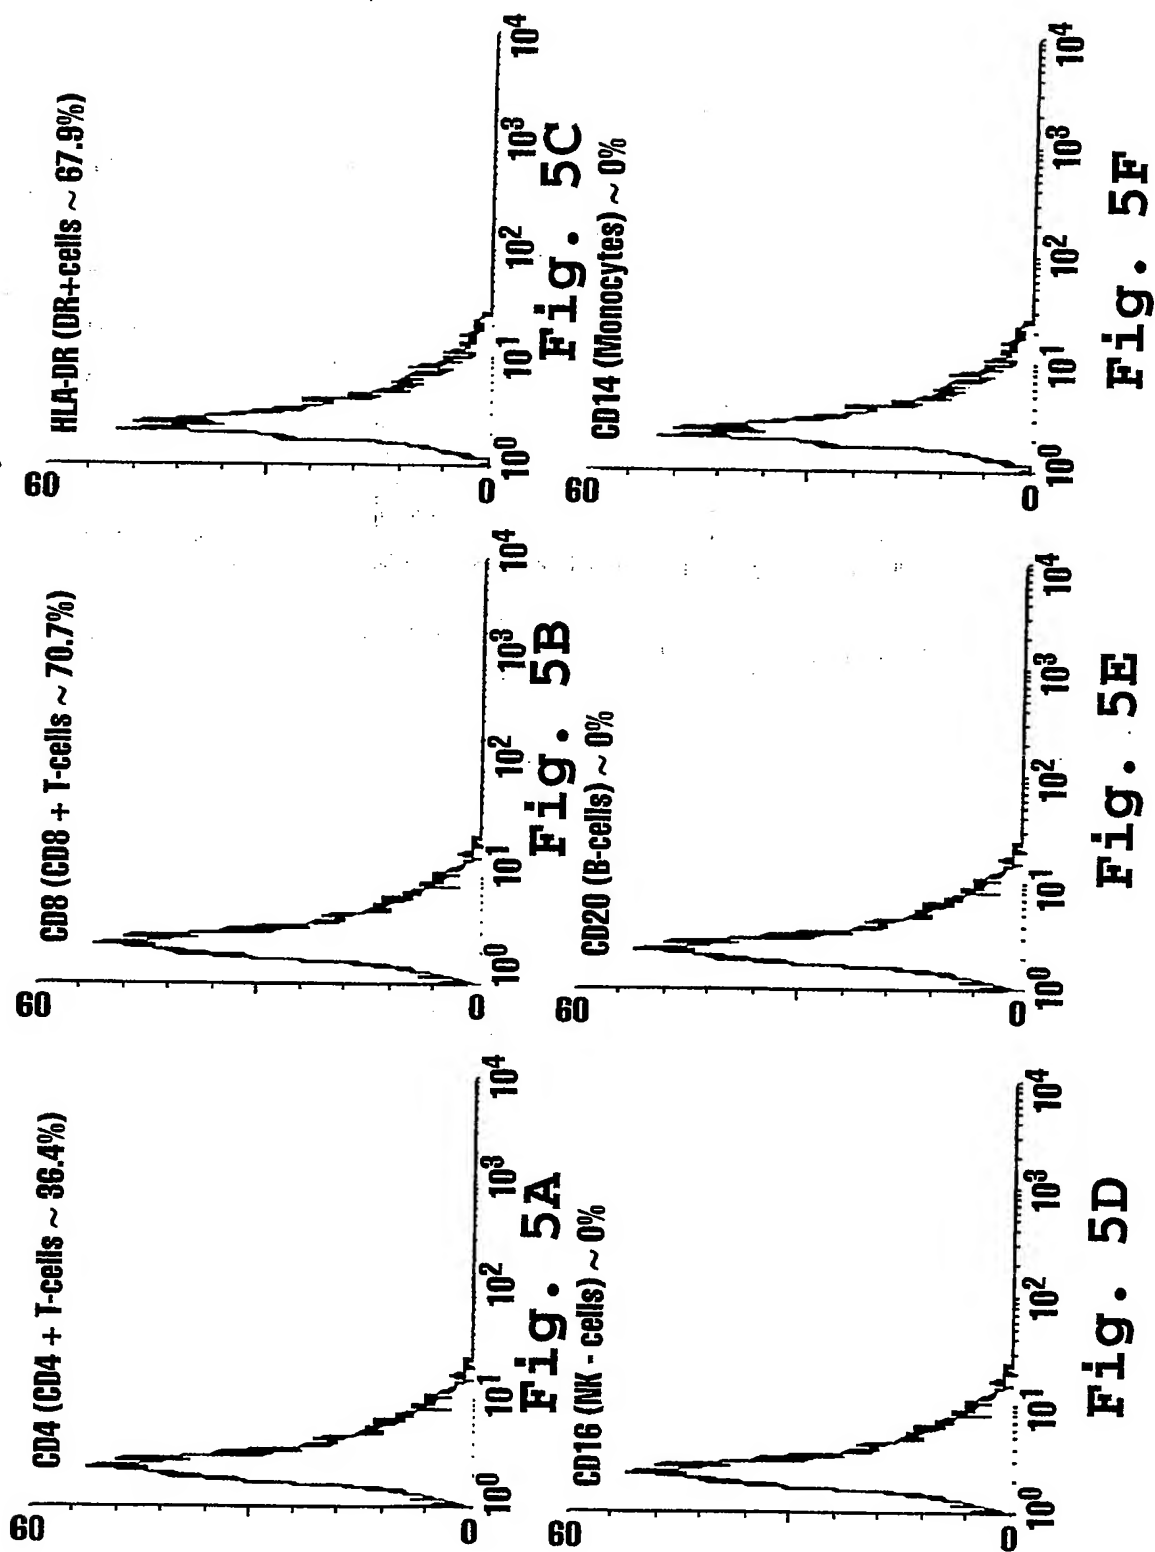 CD4 (CD4 + T-cells ~ 36.4%)
60
0
10⁰ 10¹ 10² 10³ 10⁴
Fig. 5A
CD8 (CD8 + T-cells ~ 70.7%)
60
0
10⁰ 10¹ 10² 10³ 10⁴
Fig. 5B
HLA-DR (DR+cells ~ 67.9%)
60
0
10⁰ 10¹ 10² 10³ 10⁴
Fig. 5C
CD16 (NK - cells) ~ 0%
60
0
10⁰ 10¹ 10² 10³ 10⁴
Fig. 5D
CD20 (B-cells) ~ 0%
60
0
10⁰ 10¹ 10² 10³ 10⁴
Fig. 5E
CD14 (Monocytes) ~ 0%
60
0
10⁰ 10¹ 10² 10³ 10⁴
Fig. 5F